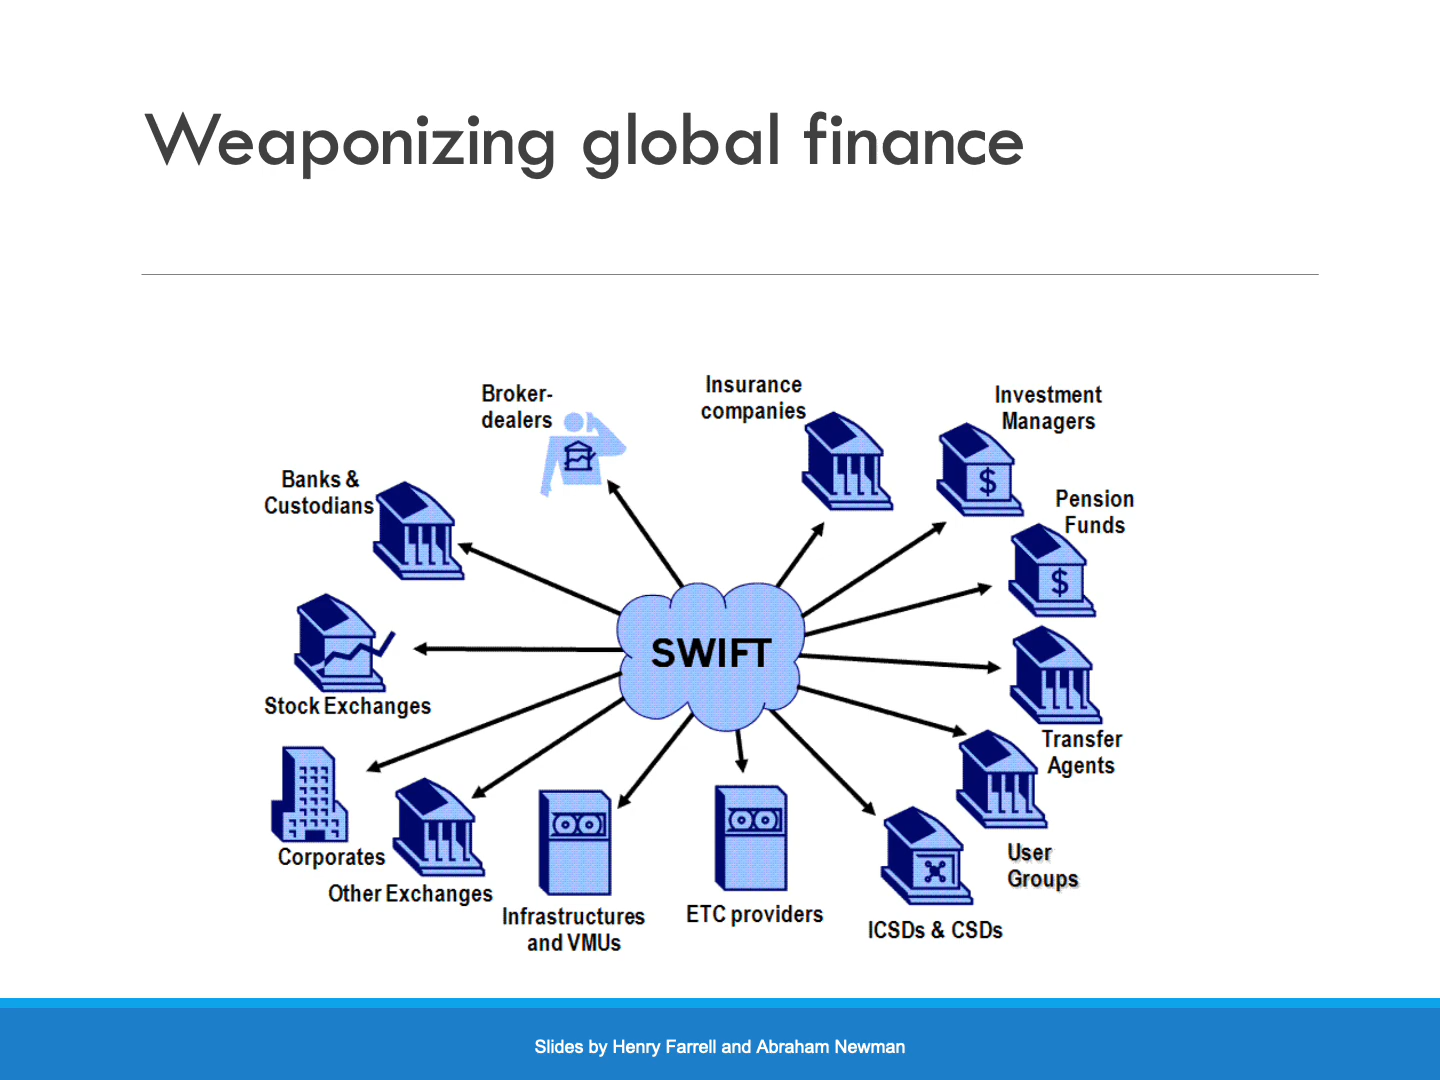 Weaponizing global finance
Broker-
dealers
Insurance
companies
Investment
Managers
Banks &
Custodians
Pension
Funds
$
$
SWIFT
Stock Exchanges
Transfer
Agents
Corporates
User
Groups
Other Exchanges
Infrastructures
and VMUs
ETC providers
ICSDs & CSDs
Slides by Henry Farrell and Abraham Newman